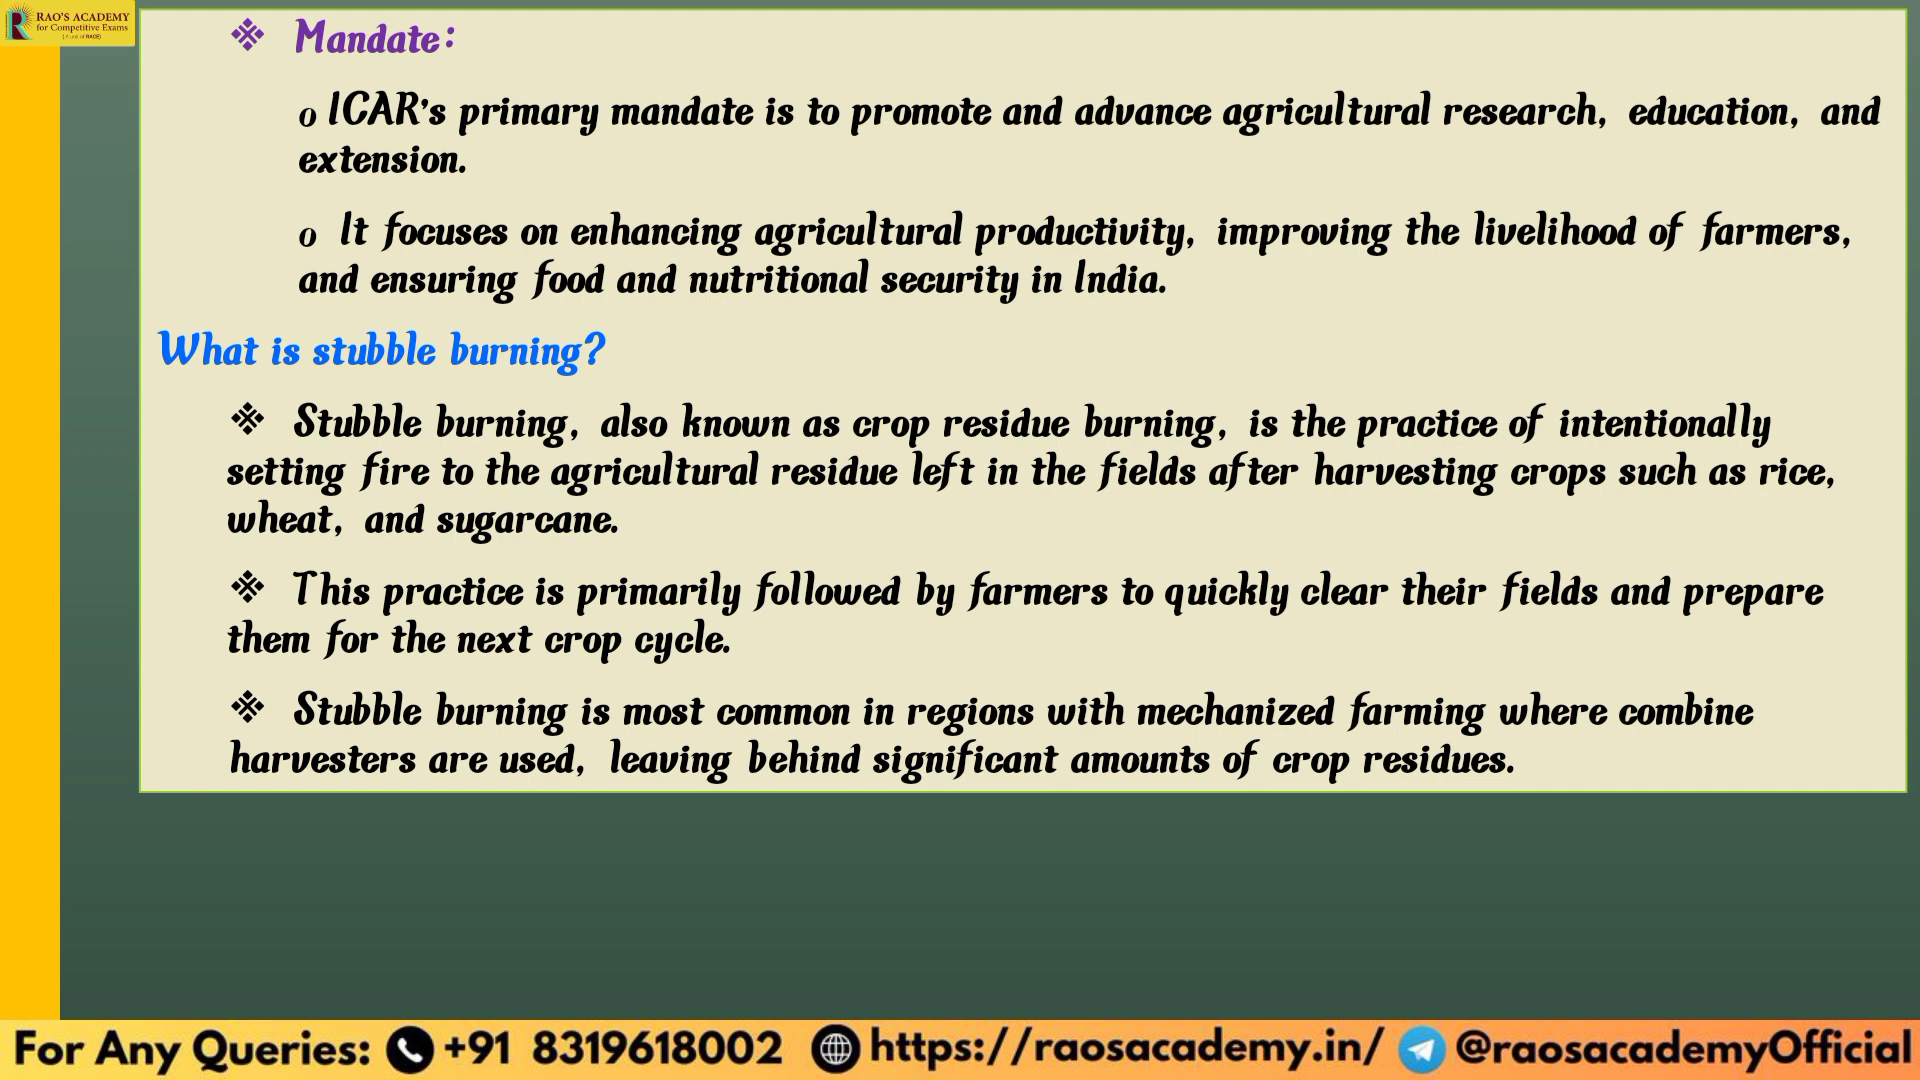 RAO'S ACADEMY
for Competitive Exams
(A unit of RACE)
❖ Mandate:
o ICAR's primary mandate is to promote and advance agricultural research, education, and
extension.
o It focuses on enhancing agricultural productivity, improving the livelihood of farmers,
and ensuring food and nutritional security in India.
What is stubble burning?
❖ Stubble burning, also known as crop residue burning, is the practice of intentionally
setting fire to the agricultural residue left in the fields after harvesting crops such as rice,
wheat, and sugarcane.
❖ This practice is primarily followed by farmers to quickly clear their fields and prepare
them for the next crop cycle.
❖ Stubble burning is most common in regions with mechanized farming where combine
harvesters are used, leaving behind significant amounts of crop residues.
For Any Queries: +91 8319618002 https://raosacademy.in/ @raosacademyOfficial